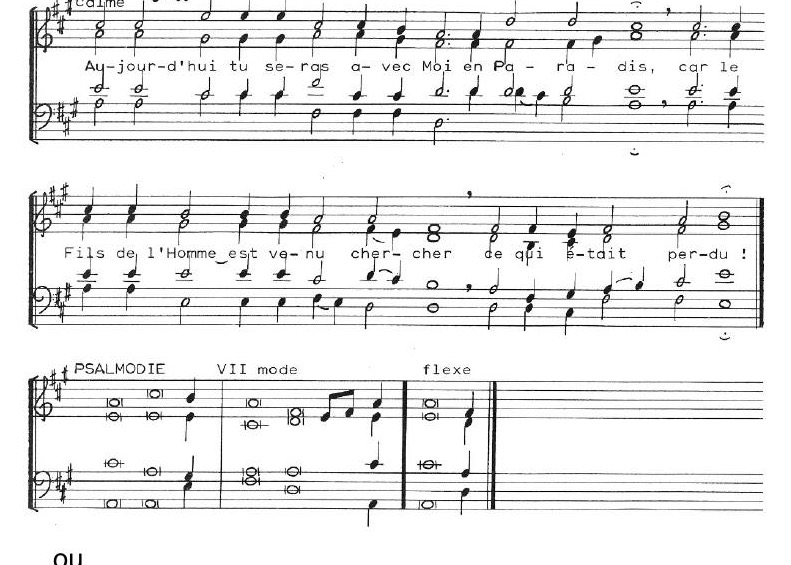 calme
Au-jour-d'hui tu se-ras a-vec Moi en Pa - ra - dis, car le
Fils de l'Homme est ve-nu cher-cher ce qui é-tait per-du !
PSALMODIE VII mode flexe
ou